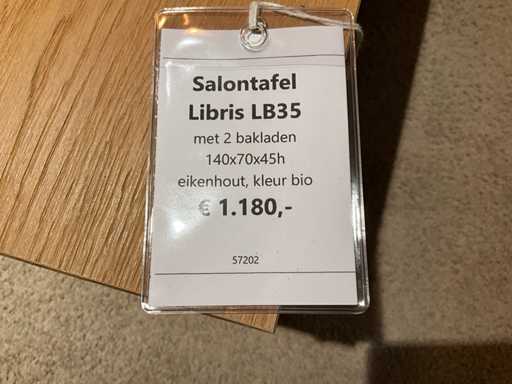 Salontafel
Libris LB35
met 2 bakladen
140x70x45h
eikenhout, kleur bio
€ 1.180,-
57202